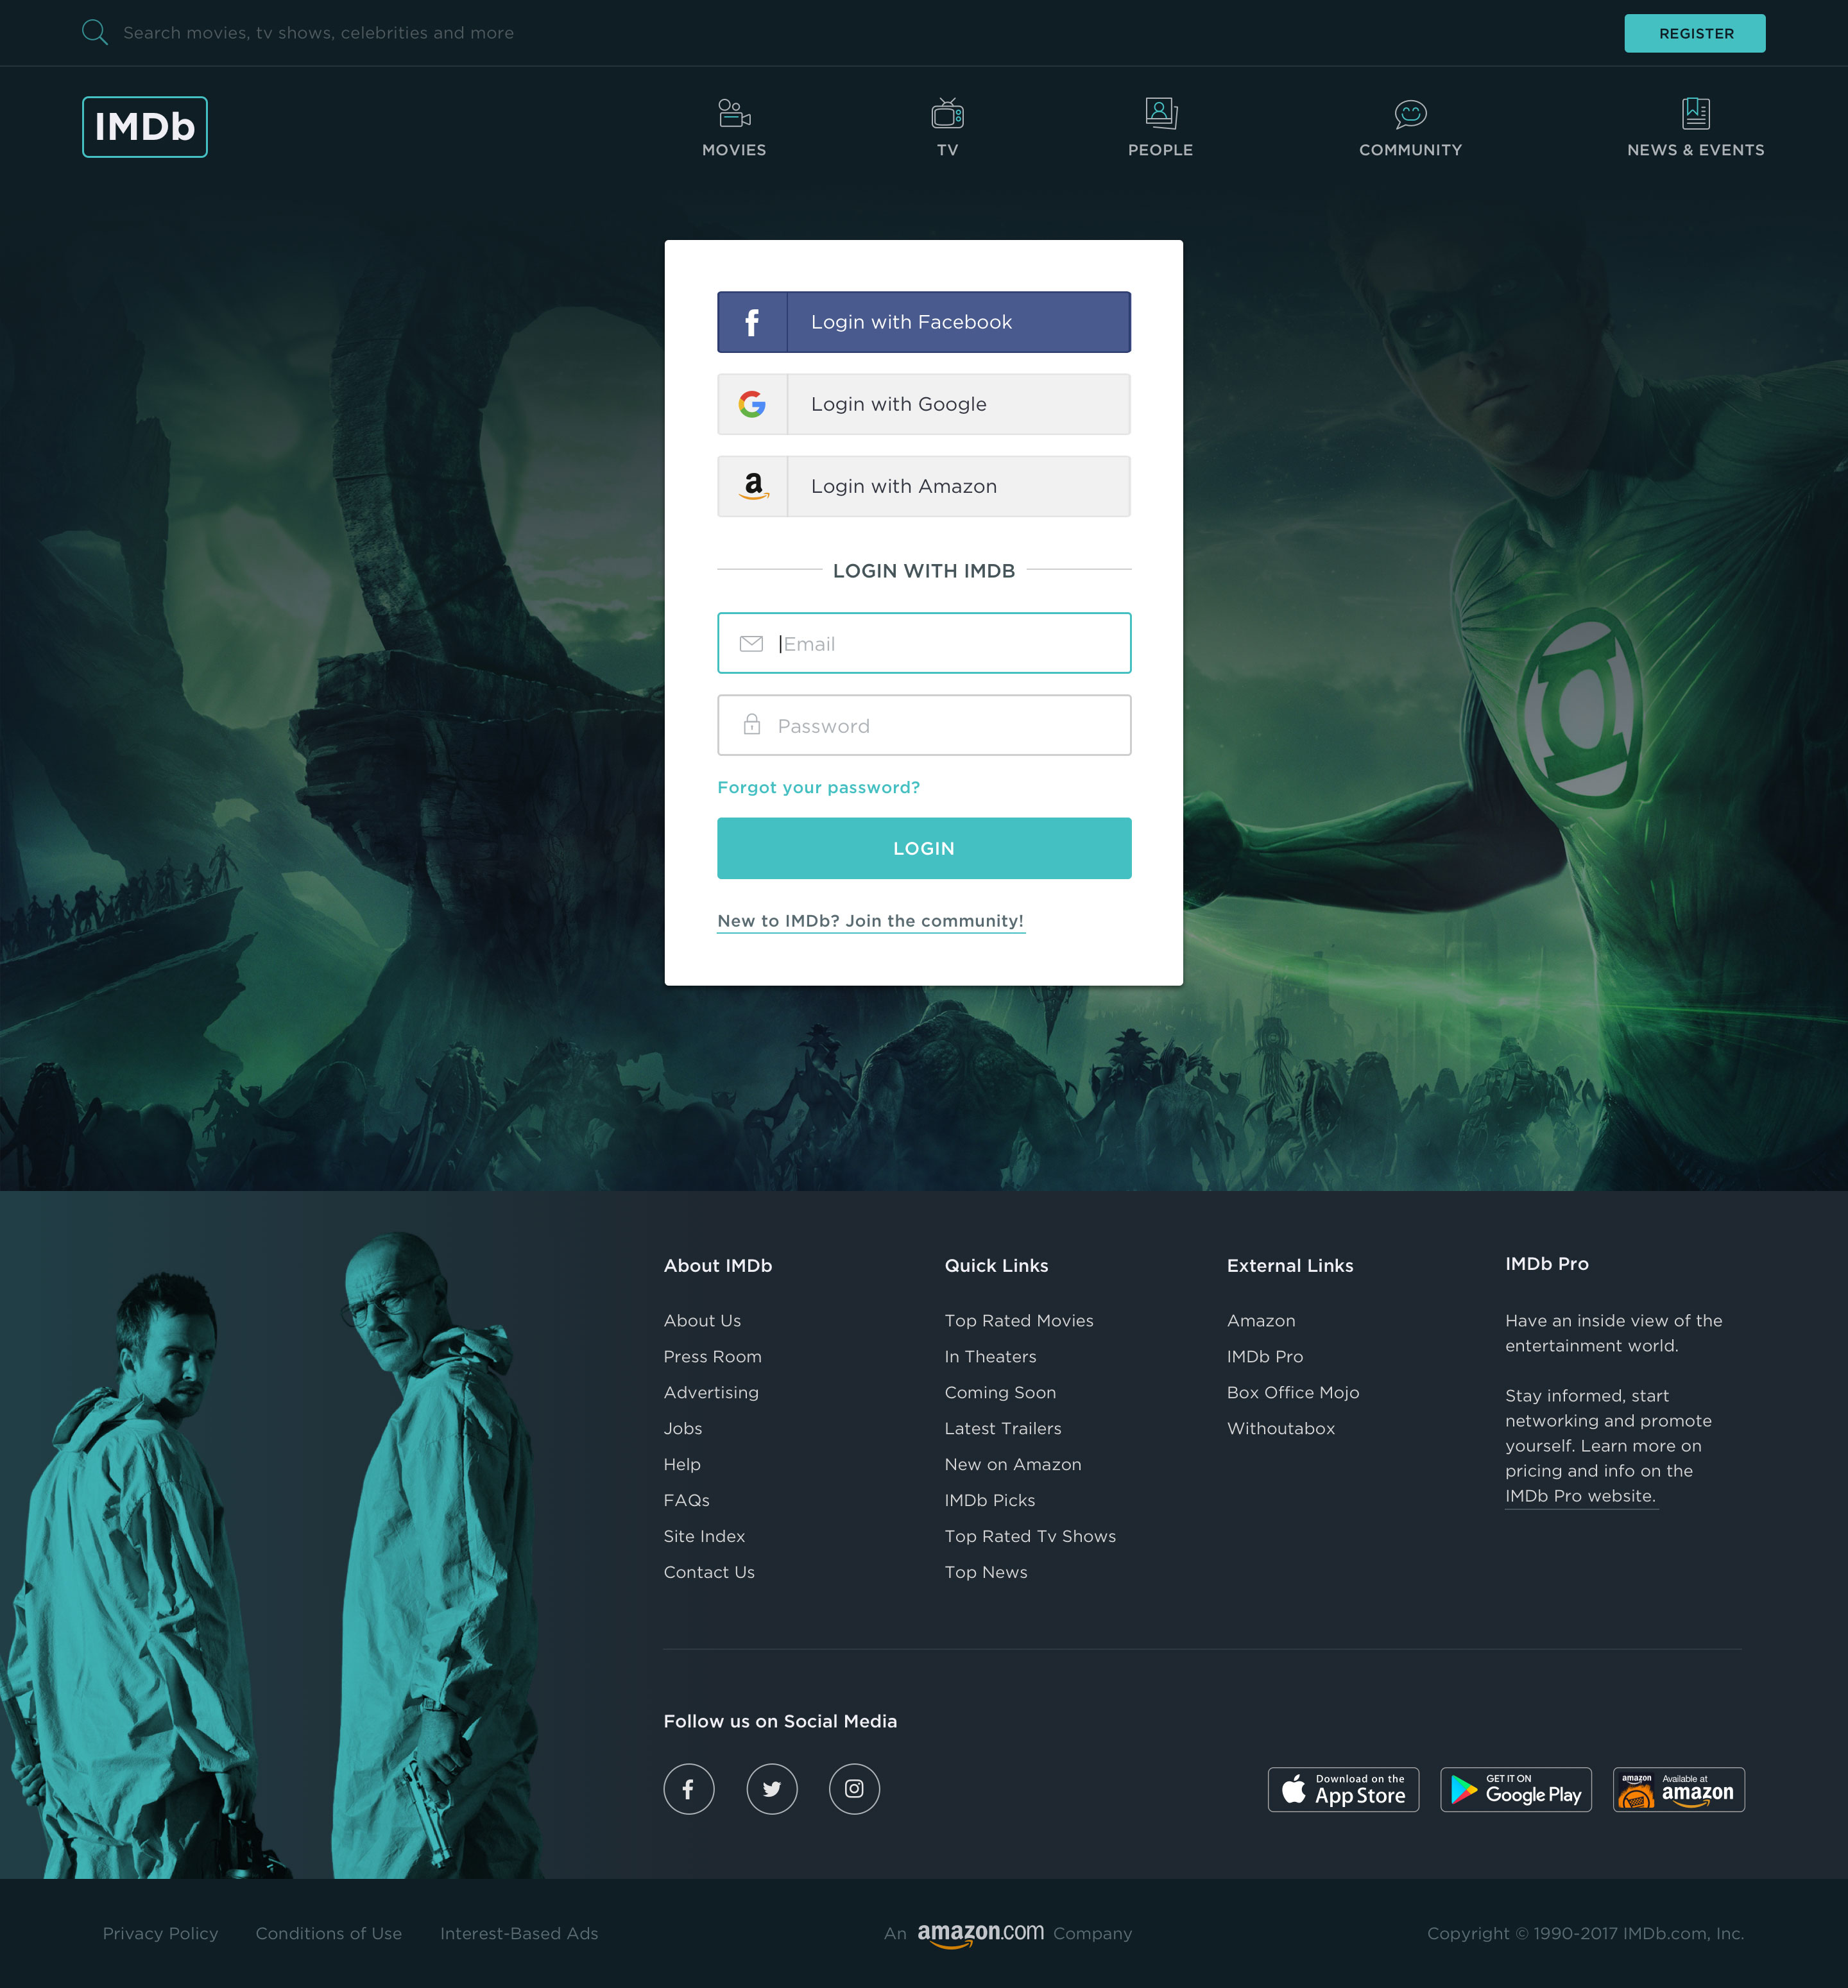 Search movies, tv shows, celebrities and more
REGISTER
IMDb
MOVIES
TV
PEOPLE
COMMUNITY
NEWS & EVENTS
f
Login with Facebook
G
Login with Google
a
Login with Amazon
LOGIN WITH IMDB
Email
Password
Forgot your password?
LOGIN
New to IMDb? Join the community!
About IMDb
About Us
Press Room
Advertising
Jobs
Help
FAQs
Site Index
Contact Us
Quick Links
Top Rated Movies
In Theaters
Coming Soon
Latest Trailers
New on Amazon
IMDb Picks
Top Rated Tv Shows
Top News
External Links
Amazon
IMDb Pro
Box Office Mojo
Withoutabox
IMDb Pro
Have an inside view of the
entertainment world.
Stay informed, start
networking and promote
yourself. Learn more on
pricing and info on the
IMDb Pro website.
Follow us on Social Media
f
Download on the
App Store
GET IT ON
Google Play
amazon
Available at
amazon
Privacy Policy
Conditions of Use
Interest-Based Ads
An amazon.com Company
Copyright © 1990-2017 IMDb.com, Inc.